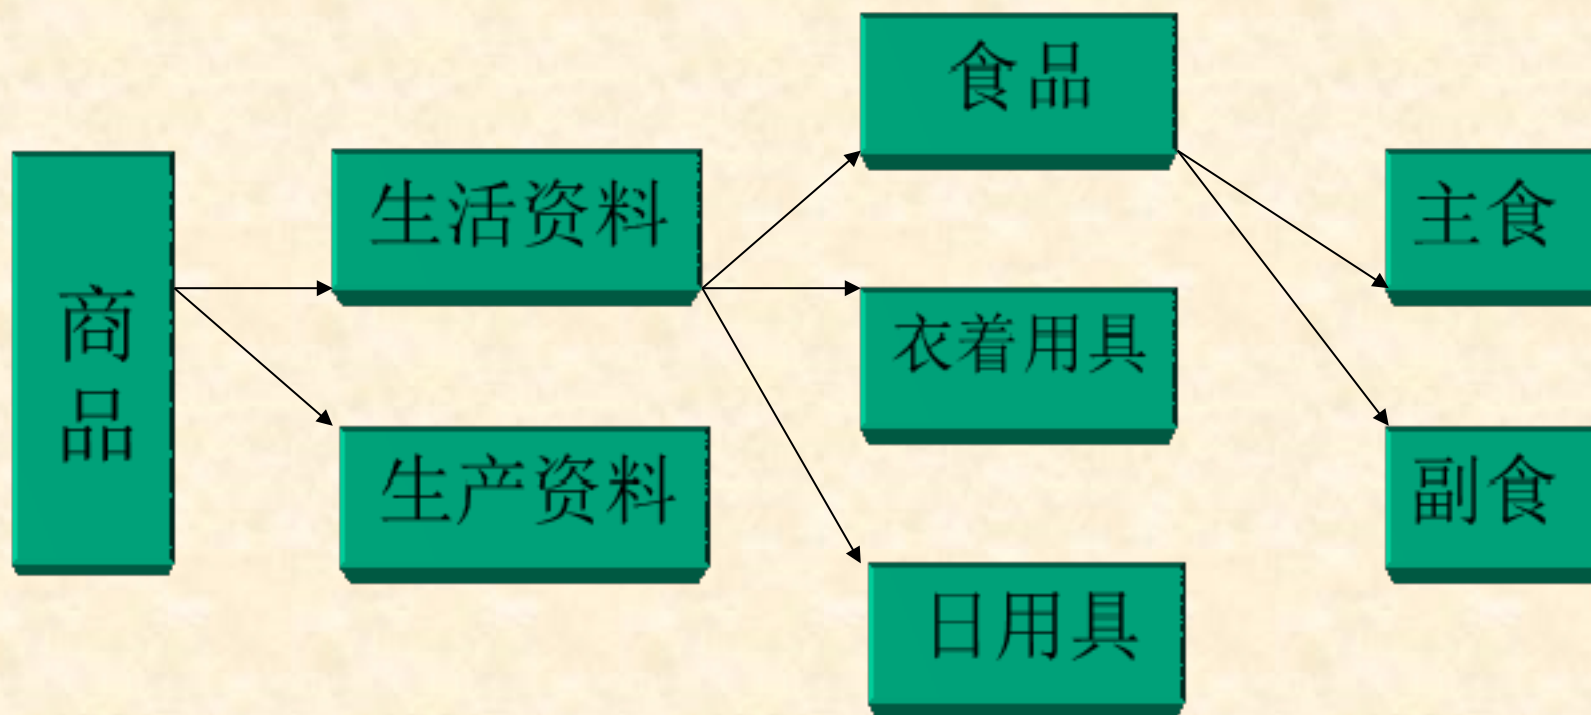 商
品
生活资料
生产资料
食品
衣着用具
日用具
主食
副食